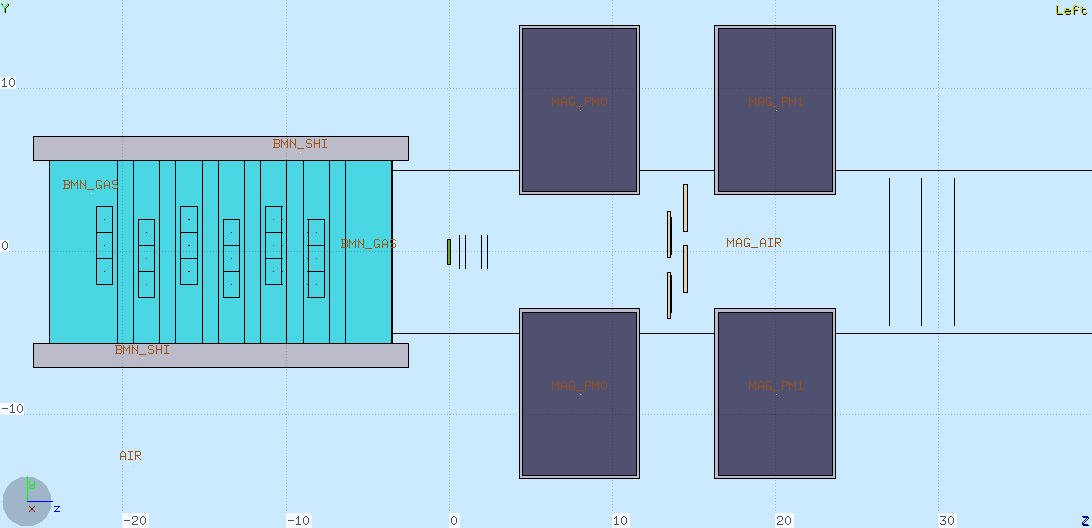 Y
Left
10
MAG_PM0
MAG_PM1
BMN_SHI
BMN_GAS
0
BMN_GAS
MAG_AIR
BMN_SHI
MAG_PM0
MAG_PM1
-10
AIR
y
x
z
-20
-10
0
10
20
30
Z